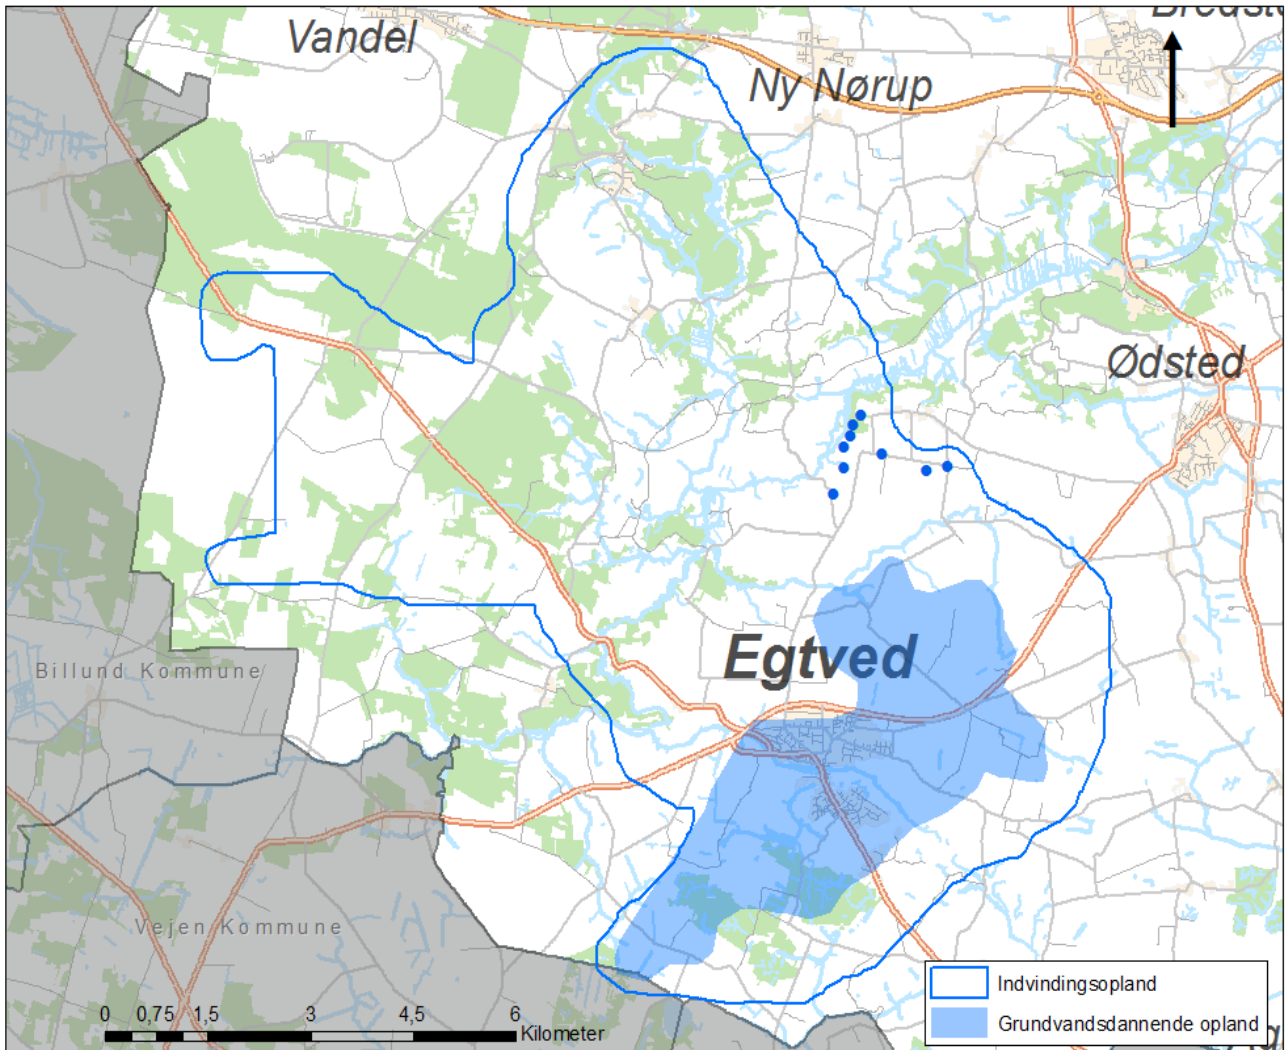 Vandel
Ny Nørup
Ødsted
Egtved
Billund Kommune
Vejen Kommune
0 0,75 1,5 3 4,5 6
Kilometer
Indvindingsopland
Grundvandsdannende opland